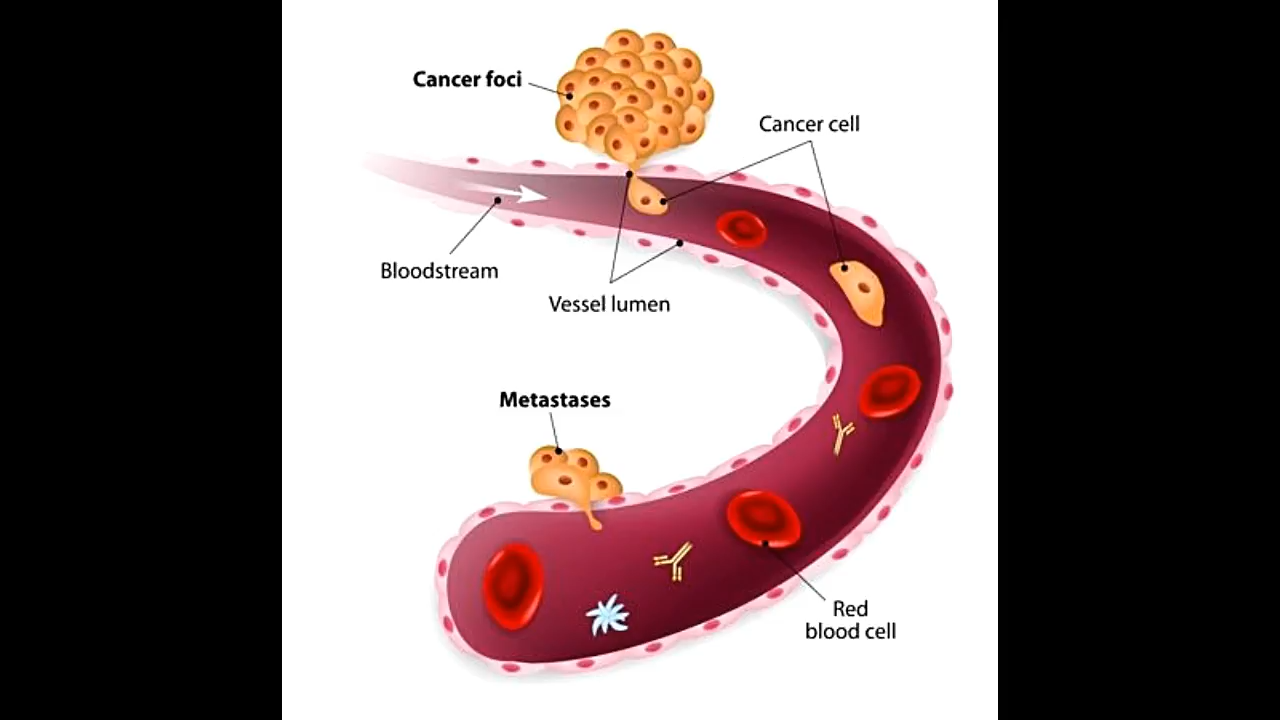 Cancer foci
Cancer cell
Bloodstream
Vessel lumen
Metastases
Red
blood cell